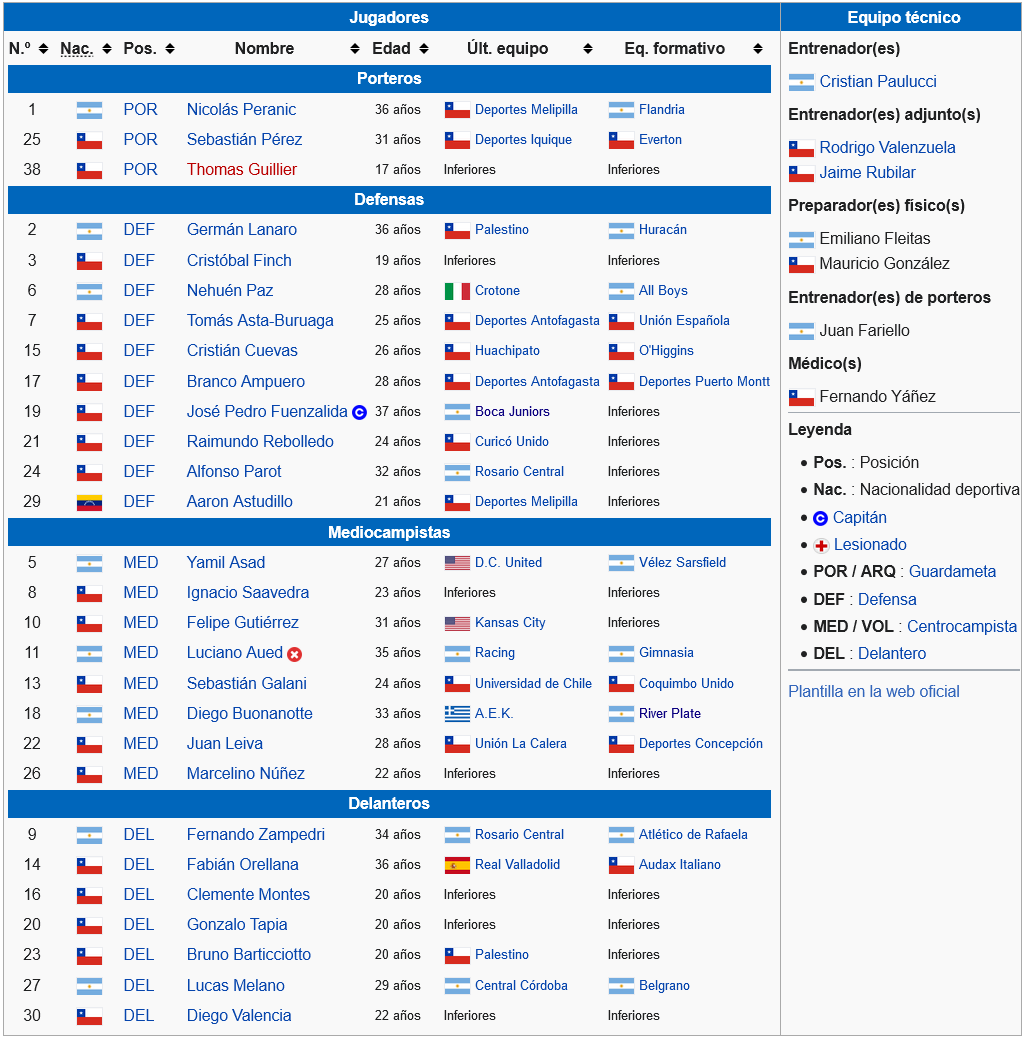 Jugadores
N.º Nac. Pos. Nombre Edad Últ. equipo Eq. formativo
Porteros
1 POR Nicolás Peranic 36 años Deportes Melipilla Flandria
25 POR Sebastián Pérez 31 años Deportes Iquique Everton
38 POR Thomas Guillier 17 años Inferiores Inferiores
Defensas
2 DEF Germán Lanaro 36 años Palestino Huracán
3 DEF Cristóbal Finch 19 años Inferiores Inferiores
6 DEF Nehuén Paz 28 años Crotone All Boys
7 DEF Tomás Asta-Buruaga 25 años Deportes Antofagasta Unión Española
15 DEF Cristián Cuevas 26 años Huachipato O'Higgins
17 DEF Branco Ampuero 28 años Deportes Antofagasta Deportes Puerto Montt
19 DEF José Pedro Fuenzalida C 37 años Boca Juniors Inferiores
21 DEF Raimundo Rebolledo 24 años Curicó Unido Inferiores
24 DEF Alfonso Parot 32 años Rosario Central Inferiores
29 DEF Aaron Astudillo 21 años Deportes Melipilla Inferiores
Mediocampistas
5 MED Yamil Asad 27 años D.C. United Vélez Sarsfield
8 MED Ignacio Saavedra 23 años Inferiores Inferiores
10 MED Felipe Gutiérrez 31 años Kansas City Inferiores
11 MED Luciano Aued 35 años Racing Gimnasia
13 MED Sebastián Galani 24 años Universidad de Chile Coquimbo Unido
18 MED Diego Buonanotte 33 años A.E.K. River Plate
22 MED Juan Leiva 28 años Unión La Calera Deportes Concepción
26 MED Marcelino Núñez 22 años Inferiores Inferiores
Delanteros
9 DEL Fernando Zampedri 34 años Rosario Central Atlético de Rafaela
14 DEL Fabián Orellana 36 años Real Valladolid Audax Italiano
16 DEL Clemente Montes 20 años Inferiores Inferiores
20 DEL Gonzalo Tapia 20 años Inferiores Inferiores
23 DEL Bruno Barticciotto 20 años Palestino Inferiores
27 DEL Lucas Melano 29 años Central Córdoba Belgrano
30 DEL Diego Valencia 22 años Inferiores Inferiores
Equipo técnico
Entrenador(es)
Cristian Paulucci
Entrenador(es) adjunto(s)
Rodrigo Valenzuela
Jaime Rubilar
Preparador(es) físico(s)
Emiliano Fleitas
Mauricio González
Entrenador(es) de porteros
Juan Fariello
Médico(s)
Fernando Yáñez
Leyenda
• Pos. : Posición
• Nac. : Nacionalidad deportiva
• C Capitán
• Lesionado
• POR / ARQ : Guardameta
• DEF : Defensa
• MED / VOL : Centrocampista
• DEL : Delantero
Plantilla en la web oficial